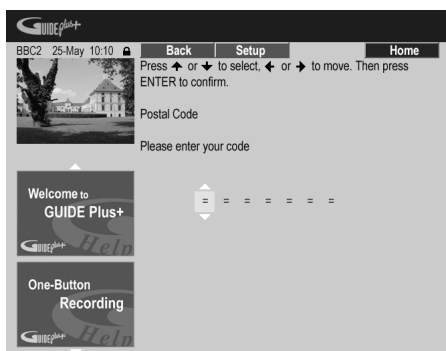 GUIDE Plus+
BBC2 25-May 10:10 Back Setup Home
Press ↑ or ↓ to select, ← or → to move. Then press
ENTER to confirm.
Postal Code
Please enter your code
= = = = = = =
Welcome to
GUIDE Plus+
GUIDE Plus+ Help
One-Button
Recording
GUIDE Plus+ Help